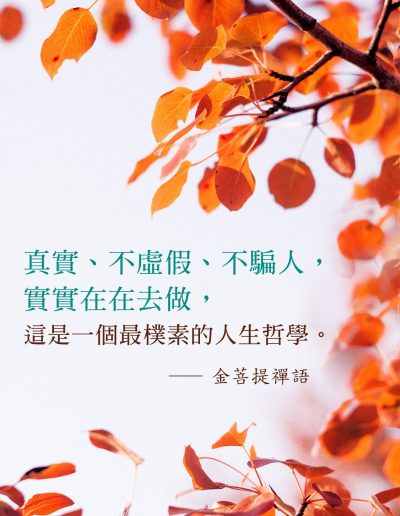 真實、不虛假、不騙人，
實實在在去做，
這是一個最樸素的人生哲學。
—— 金菩提禪語